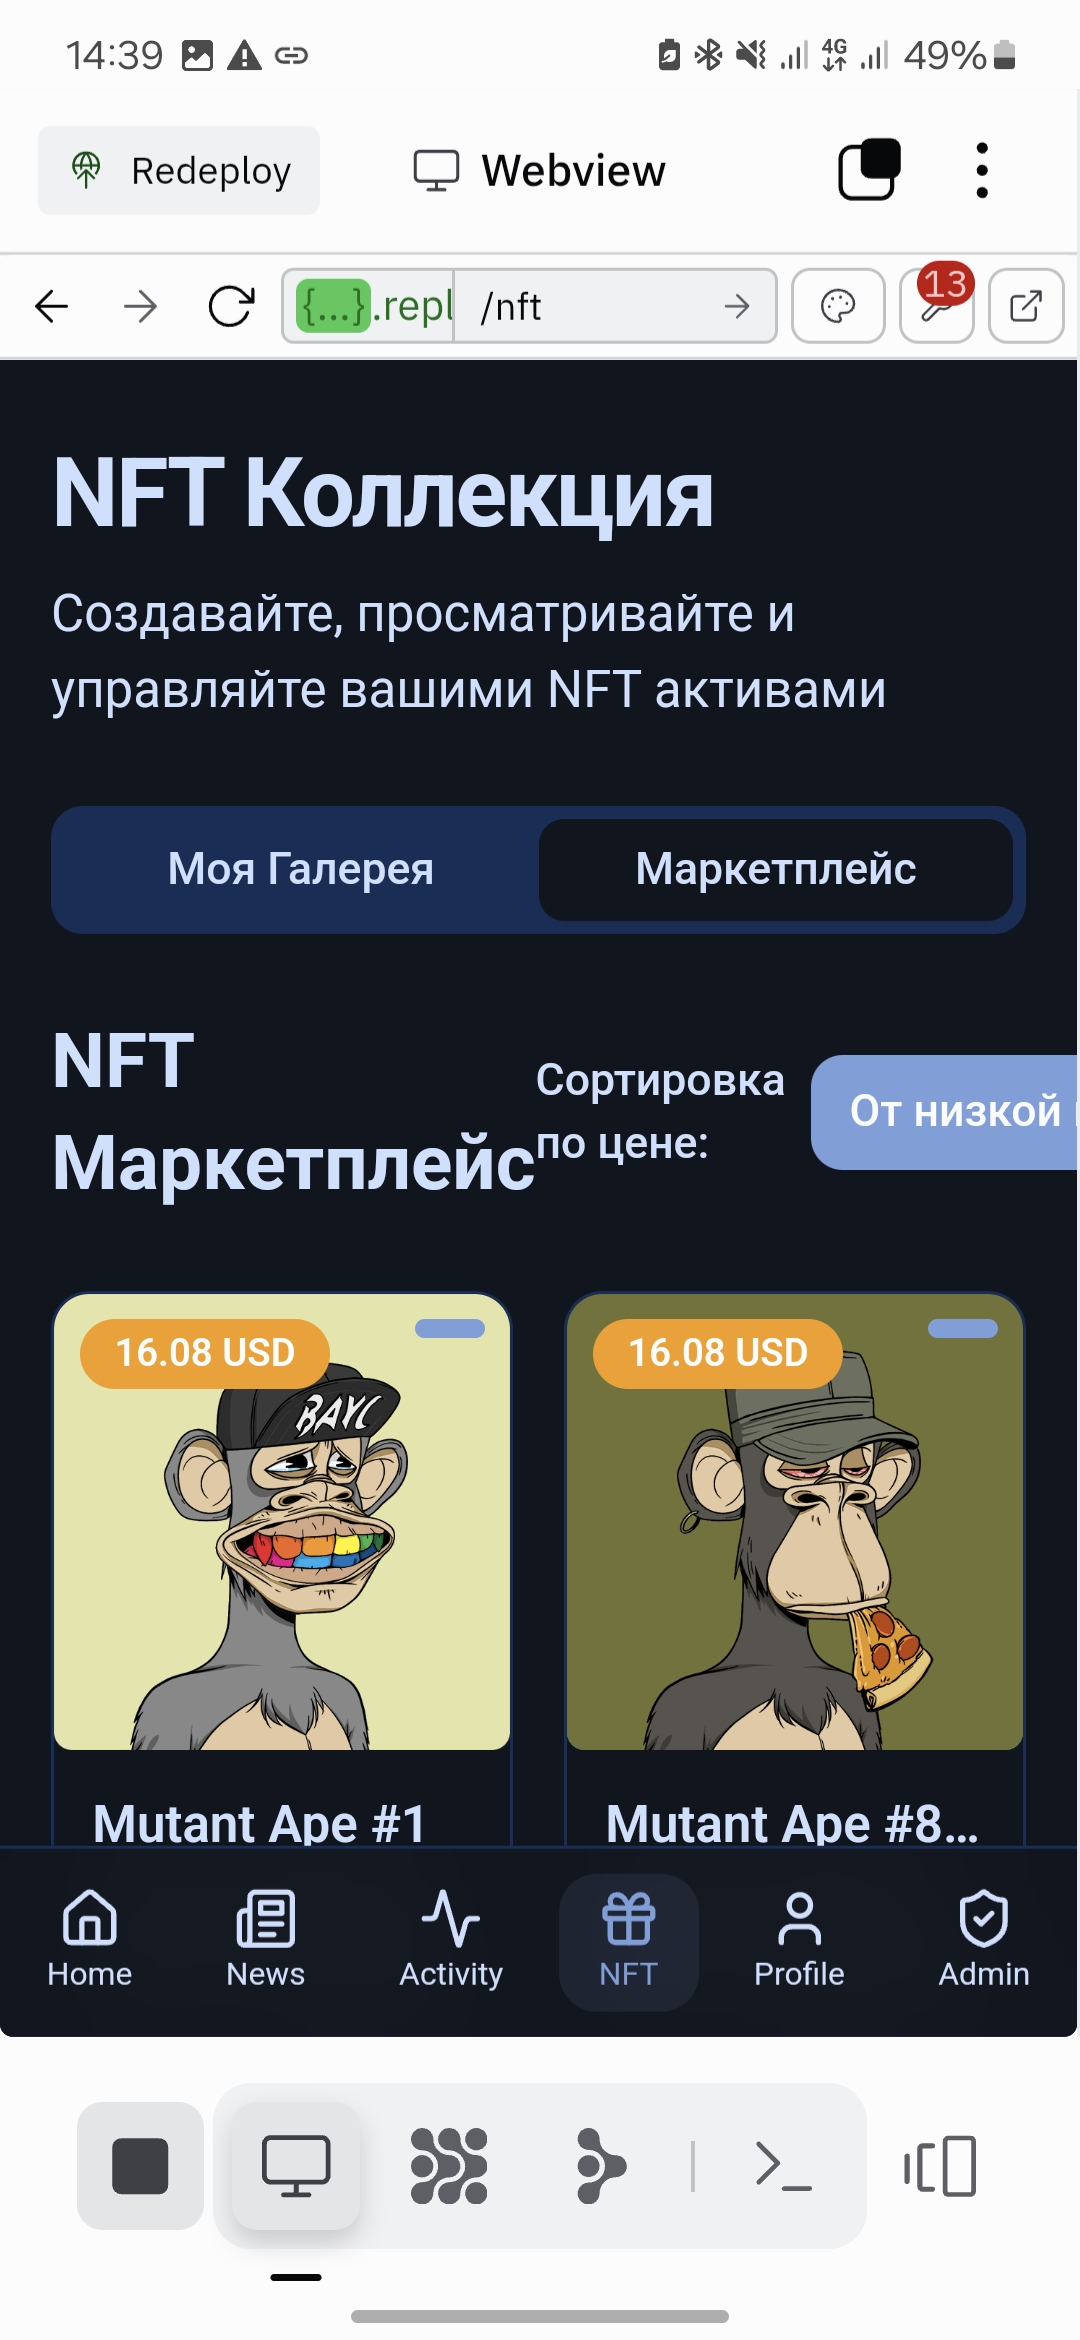 14:39
4G
49%
Redeploy
Webview
{...}.repl
/nft
13
NFT Коллекция
Создавайте, просматривайте и
управляйте вашими NFT активами
Моя Галерея
Маркетплейс
NFT
Маркетплейс
Сортировка
по цене:
От низкой
16.08 USD
16.08 USD
BAYC
Mutant Ape #1
Mutant Ape #8...
Home
News
Activity
NFT
Profile
Admin